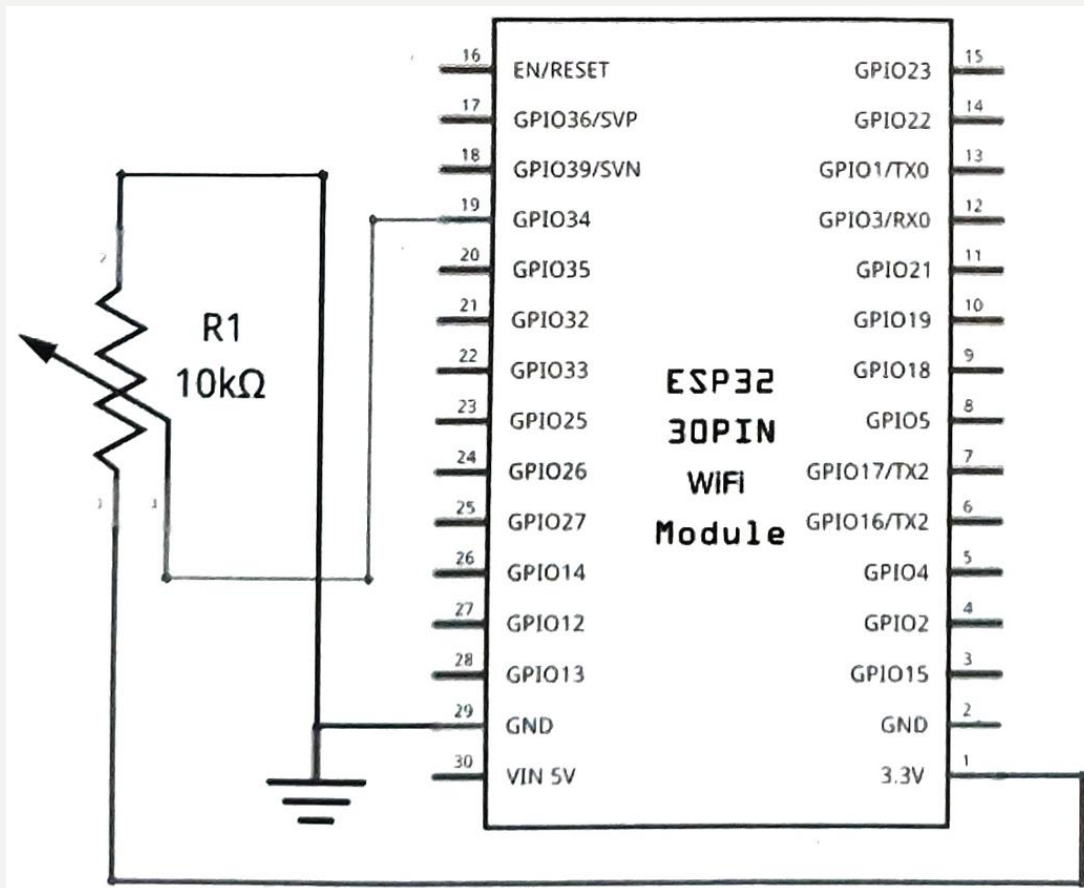 16 EN/RESET GPIO23 15
17 GPIO36/SVP GPIO22 14
18 GPIO39/SVN GPIO1/TX0 13
19 GPIO34 GPIO3/RX0 12
20 GPIO35 GPIO21 11
21 GPIO32 GPIO19 10
22 GPIO33 GPIO18 9
23 GPIO25 GPIO5 8
24 GPIO26 GPIO17/TX2 7
25 GPIO27 GPIO16/TX2 6
26 GPIO14 GPIO4 5
27 GPIO12 GPIO2 4
28 GPIO13 GPIO15 3
29 GND GND 2
30 VIN 5V 3.3V 1
R1
10kΩ
ESP32
30PIN
WiFi
Module